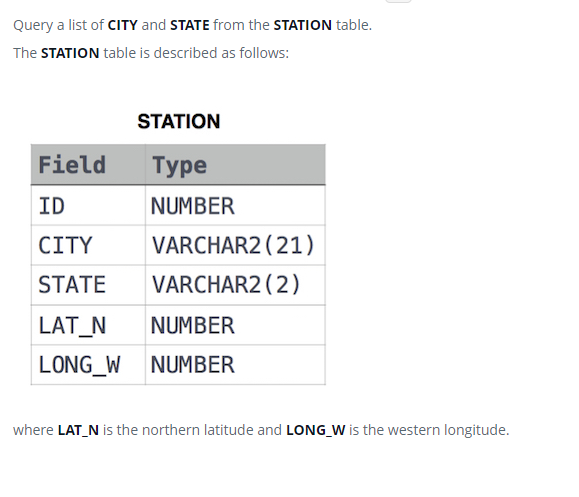 Query a list of CITY and STATE from the STATION table.
The STATION table is described as follows:
STATION
Field Type
ID NUMBER
CITY VARCHAR2(21)
STATE VARCHAR2(2)
LAT_N NUMBER
LONG_W NUMBER
where LAT_N is the northern latitude and LONG_W is the western longitude.